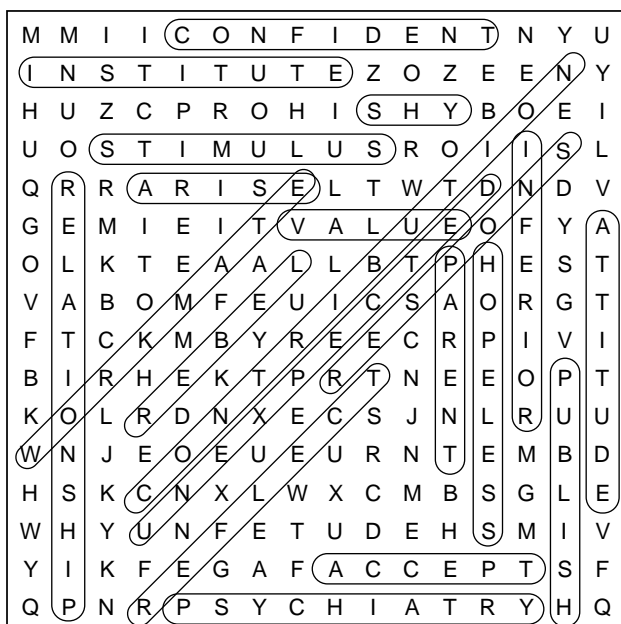 M M I I C O N F I D E N T N Y U
I N S T I T U T E Z O Z E E N Y
H U Z C P R O H I S H Y B O E I
U O S T I M U L U S R O I I S L
Q R R A R I S E L T W T D N D V
G E M I E I T V A L U E O F Y A
O L K T E A A L L B T P H E S T
V A B O M F E U I C S A O R G T
F T C K M B Y R E E C R P I V I
B I R H E K T P R T N E E O P T
K O L R D N X E C S J N L R U U
W N J E O E U E U R N T E M B D
H S K C N X L W X C M B S G L E
W H Y U N F E T U D E H S M I V
Y I K F E G A F A C C E P T S F
Q P N R P S Y C H I A T R Y H Q